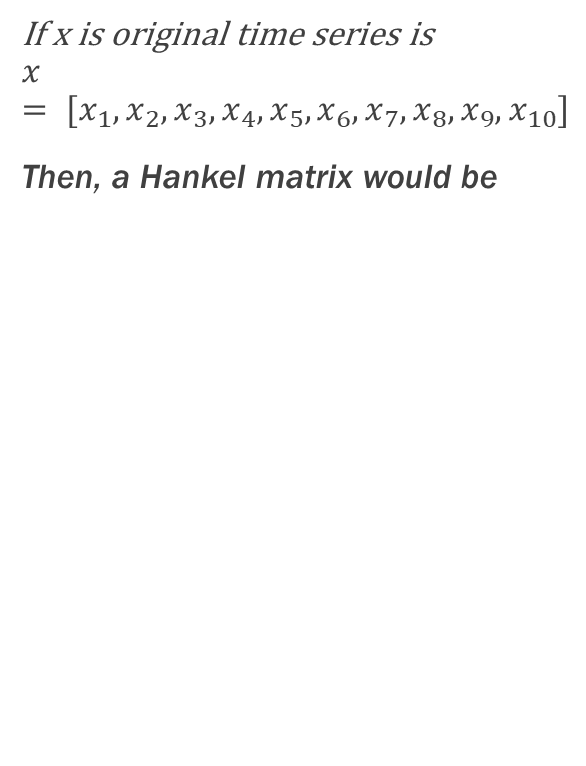 If x is original time series is
x
= [x₁, x₂, x₃, x₄, x₅, x₆, x₇, x₈, x₉, x₁₀]
Then, a Hankel matrix would be